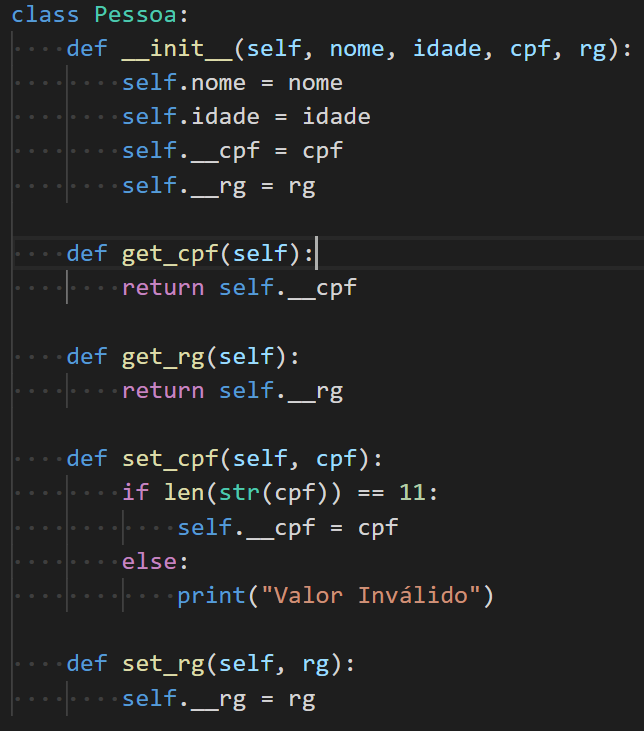 class Pessoa:
    def __init__(self, nome, idade, cpf, rg):
        self.nome = nome
        self.idade = idade
        self.__cpf = cpf
        self.__rg = rg

    def get_cpf(self):
        return self.__cpf

    def get_rg(self):
        return self.__rg

    def set_cpf(self, cpf):
        if len(str(cpf)) == 11:
            self.__cpf = cpf
        else:
            print("Valor Inválido")

    def set_rg(self, rg):
        self.__rg = rg